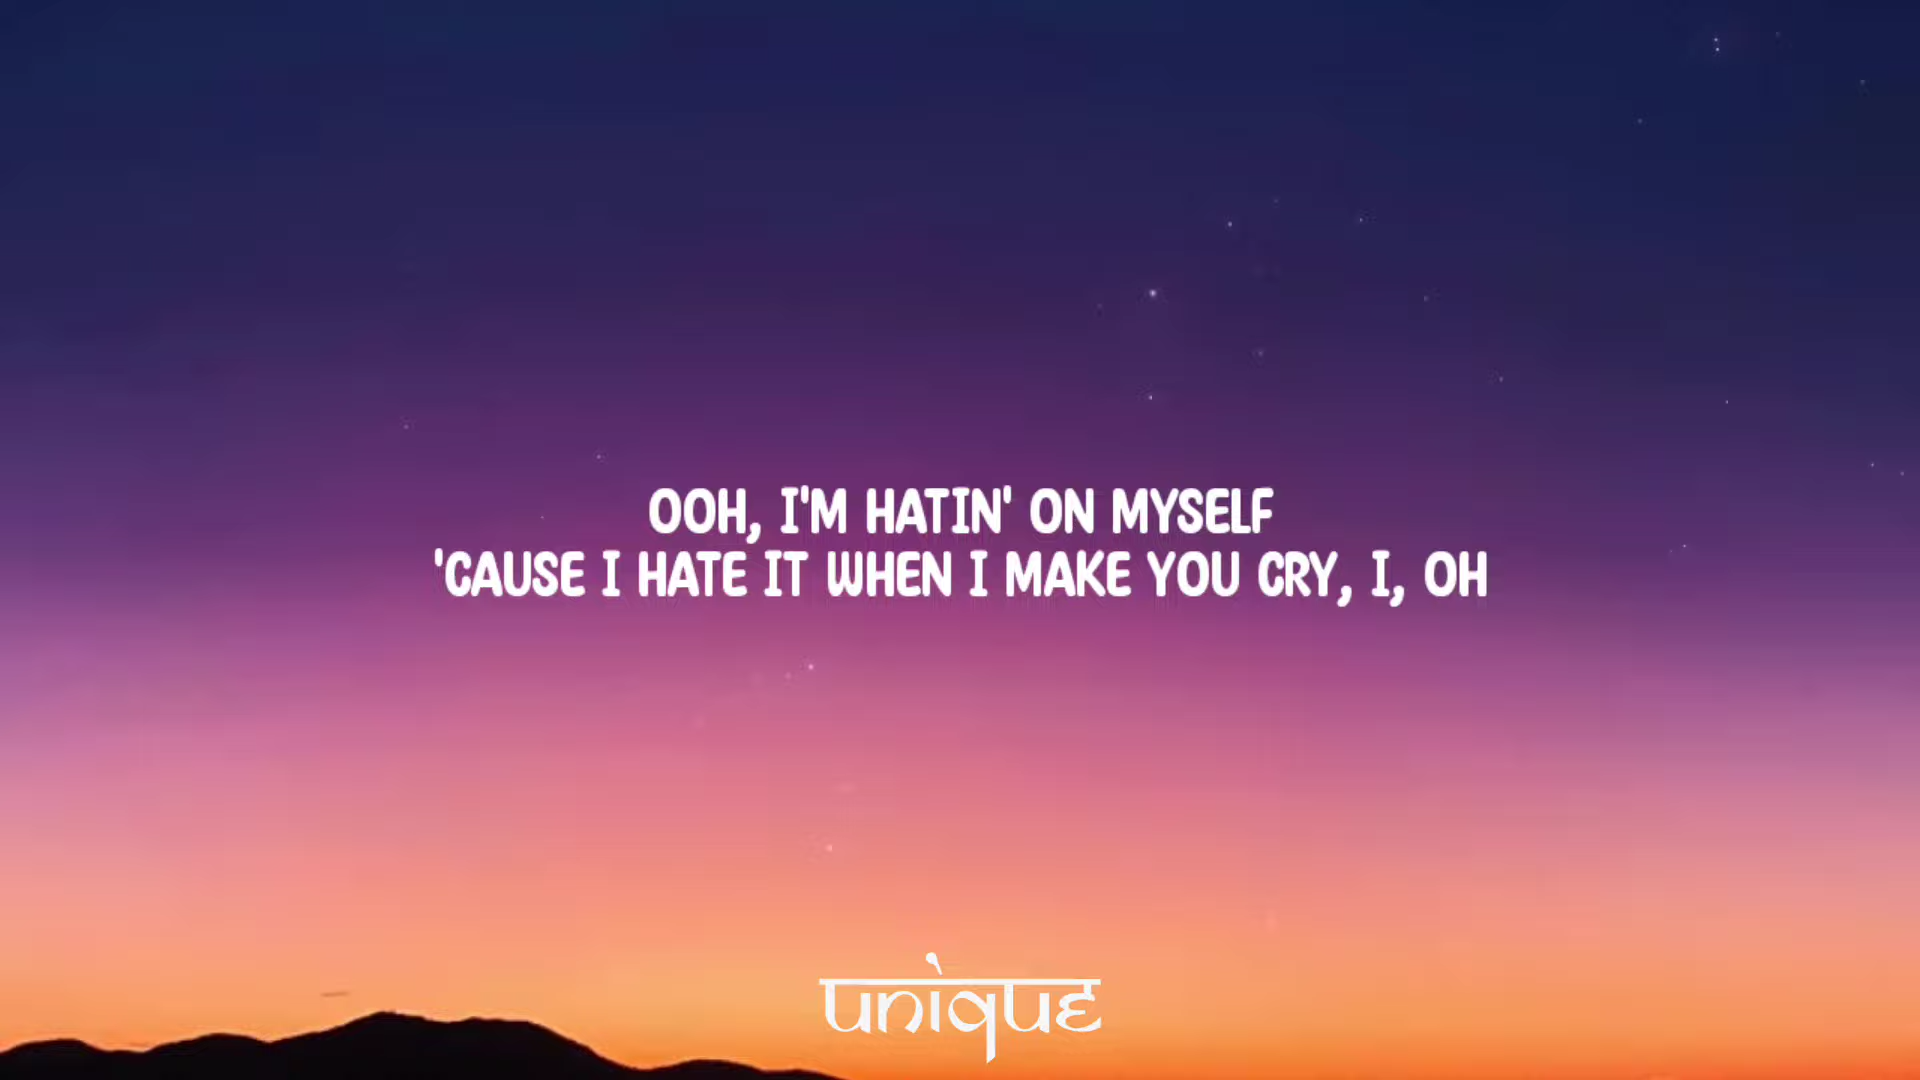 OOH, I'M HATIN' ON MYSELF
'CAUSE I HATE IT WHEN I MAKE YOU CRY, I, OH
unique